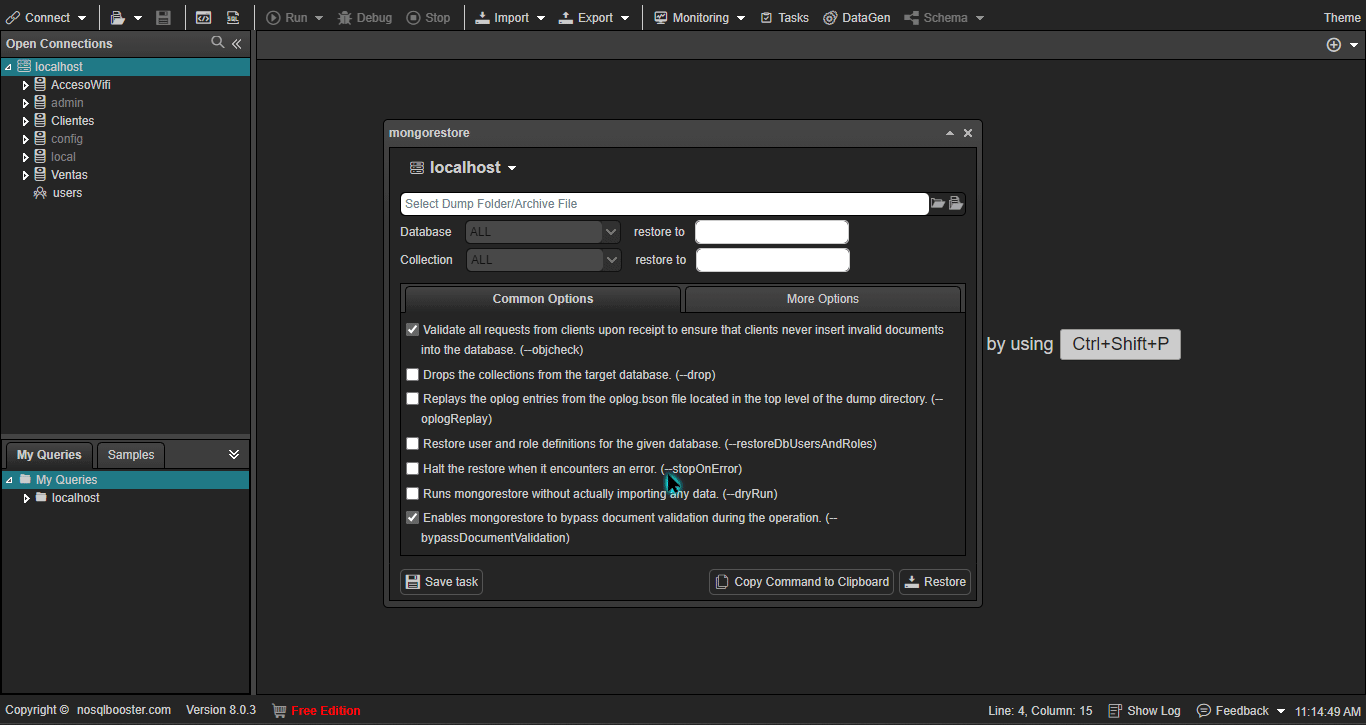 Connect Run Debug Stop Import Export Monitoring Tasks DataGen Schema Theme
Open Connections
localhost
AccesoWifi
admin
Clientes
config
local
Ventas
users
mongorestore
localhost
Select Dump Folder/Archive File
Database ALL restore to
Collection ALL restore to
Common Options More Options
Validate all requests from clients upon receipt to ensure that clients never insert invalid documents
into the database. (--objcheck)
Drops the collections from the target database. (--drop)
Replays the oplog entries from the oplog.bson file located in the top level of the dump directory. (--
oplogReplay)
Restore user and role definitions for the given database. (--restoreDbUsersAndRoles)
Halt the restore when it encounters an error. (--stopOnError)
Runs mongorestore without actually importing any data. (--dryRun)
Enables mongorestore to bypass document validation during the operation. (--
bypassDocumentValidation)
Save task Copy Command to Clipboard Restore
by using Ctrl+Shift+P
My Queries Samples
My Queries
localhost
Copyright © nosqlbooster.com Version 8.0.3 Free Edition Line: 4, Column: 15 Show Log Feedback 11:14:49 AM